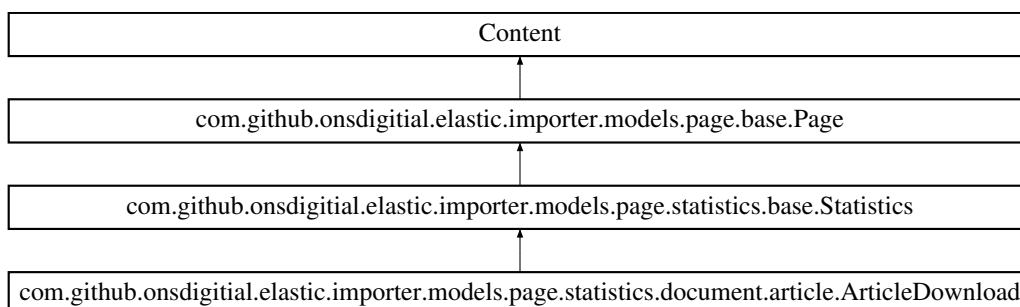 Content
com.github.onsdigitial.elastic.importer.models.page.base.Page
com.github.onsdigitial.elastic.importer.models.page.statistics.base.Statistics
com.github.onsdigitial.elastic.importer.models.page.statistics.document.article.ArticleDownload